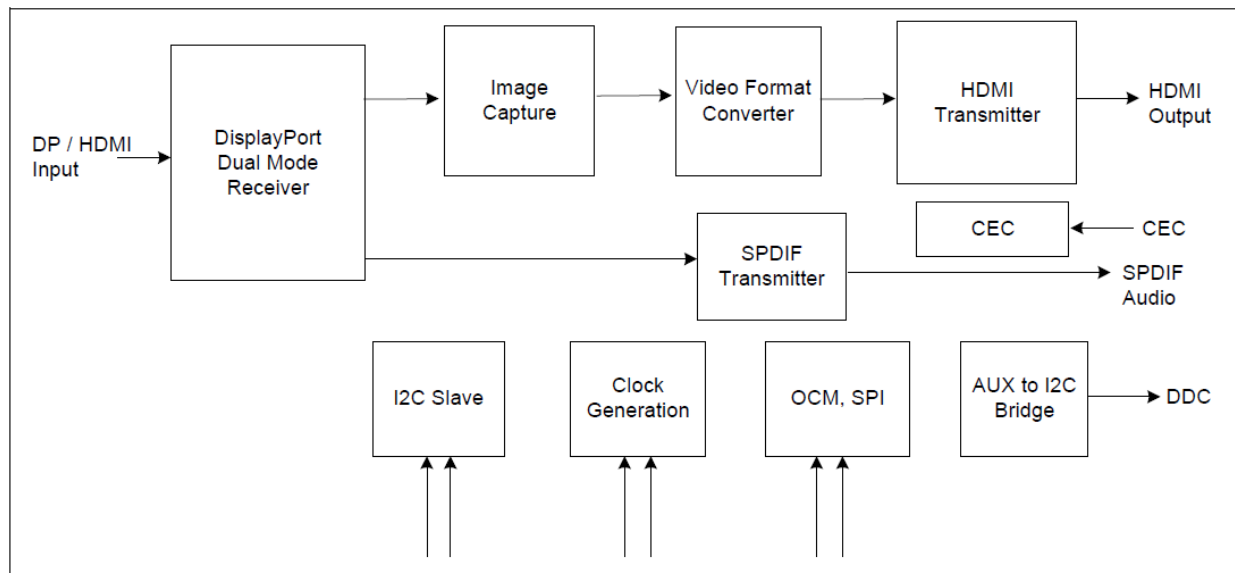 DP / HDMI
Input
DisplayPort
Dual Mode
Receiver
Image
Capture
Video Format
Converter
HDMI
Transmitter
HDMI
Output
CEC
CEC
SPDIF
Transmitter
SPDIF
Audio
I2C Slave
Clock
Generation
OCM, SPI
AUX to I2C
Bridge
DDC